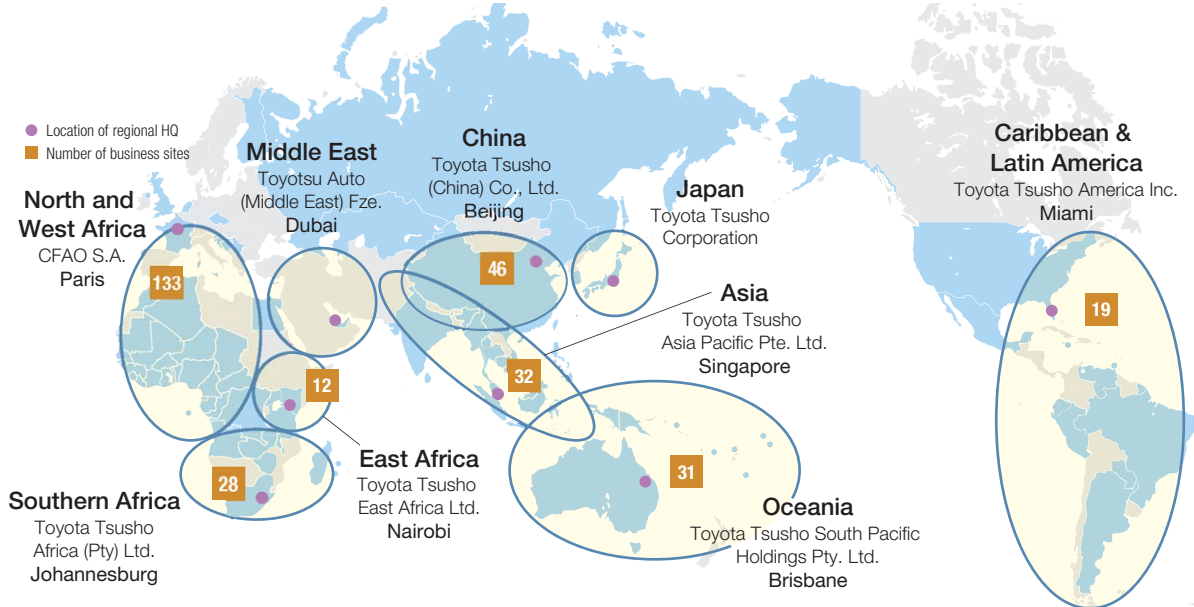 Location of regional HQ
Number of business sites
North and
West Africa
CFAO S.A.
Paris
133
Middle East
Toyotsu Auto
(Middle East) Fze.
Dubai
China
Toyota Tsusho
(China) Co., Ltd.
Beijing
46
Japan
Toyota Tsusho
Corporation
Caribbean &
Latin America
Toyota Tsusho America Inc.
Miami
19
Asia
Toyota Tsusho
Asia Pacific Pte. Ltd.
Singapore
32
12
East Africa
Toyota Tsusho
East Africa Ltd.
Nairobi
28
Southern Africa
Toyota Tsusho
Africa (Pty) Ltd.
Johannesburg
31
Oceania
Toyota Tsusho South Pacific
Holdings Pty. Ltd.
Brisbane